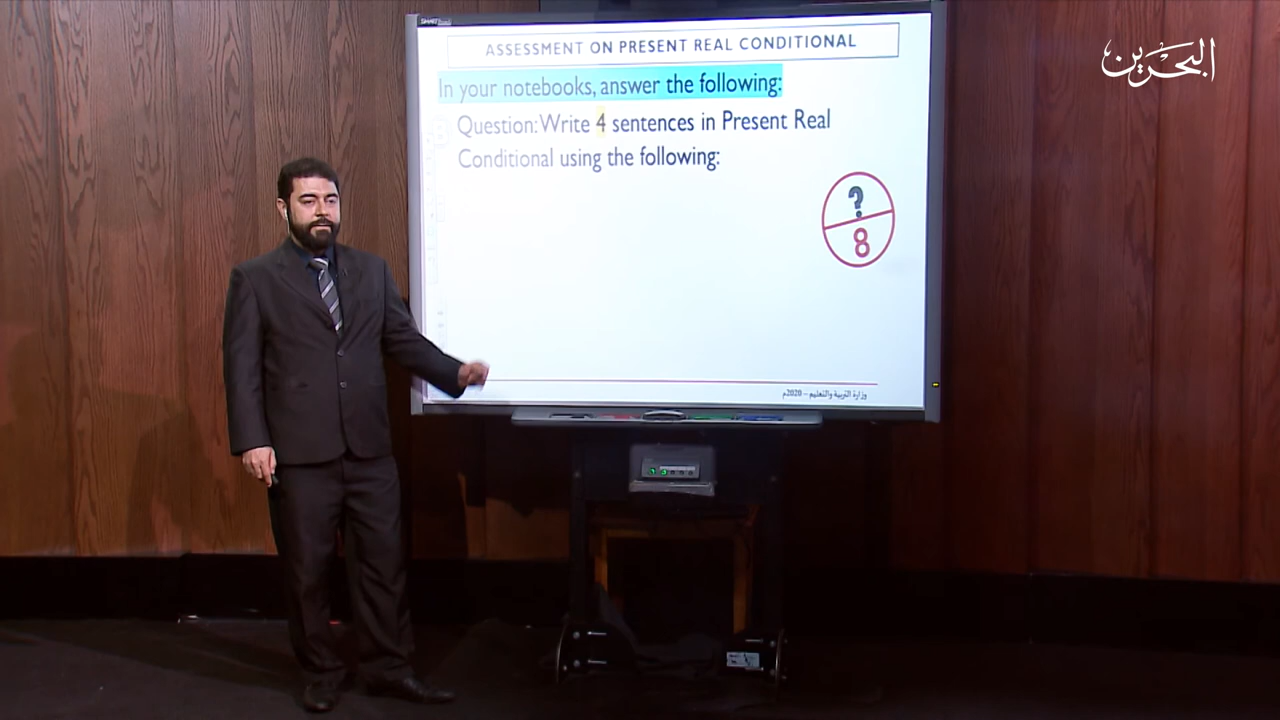 SMART
ASSESSMENT ON PRESENT REAL CONDITIONAL
البحرين
In your notebooks, answer the following:
Question: Write 4 sentences in Present Real
Conditional using the following:
?
8
وزارة التربية والتعليم – 2020م